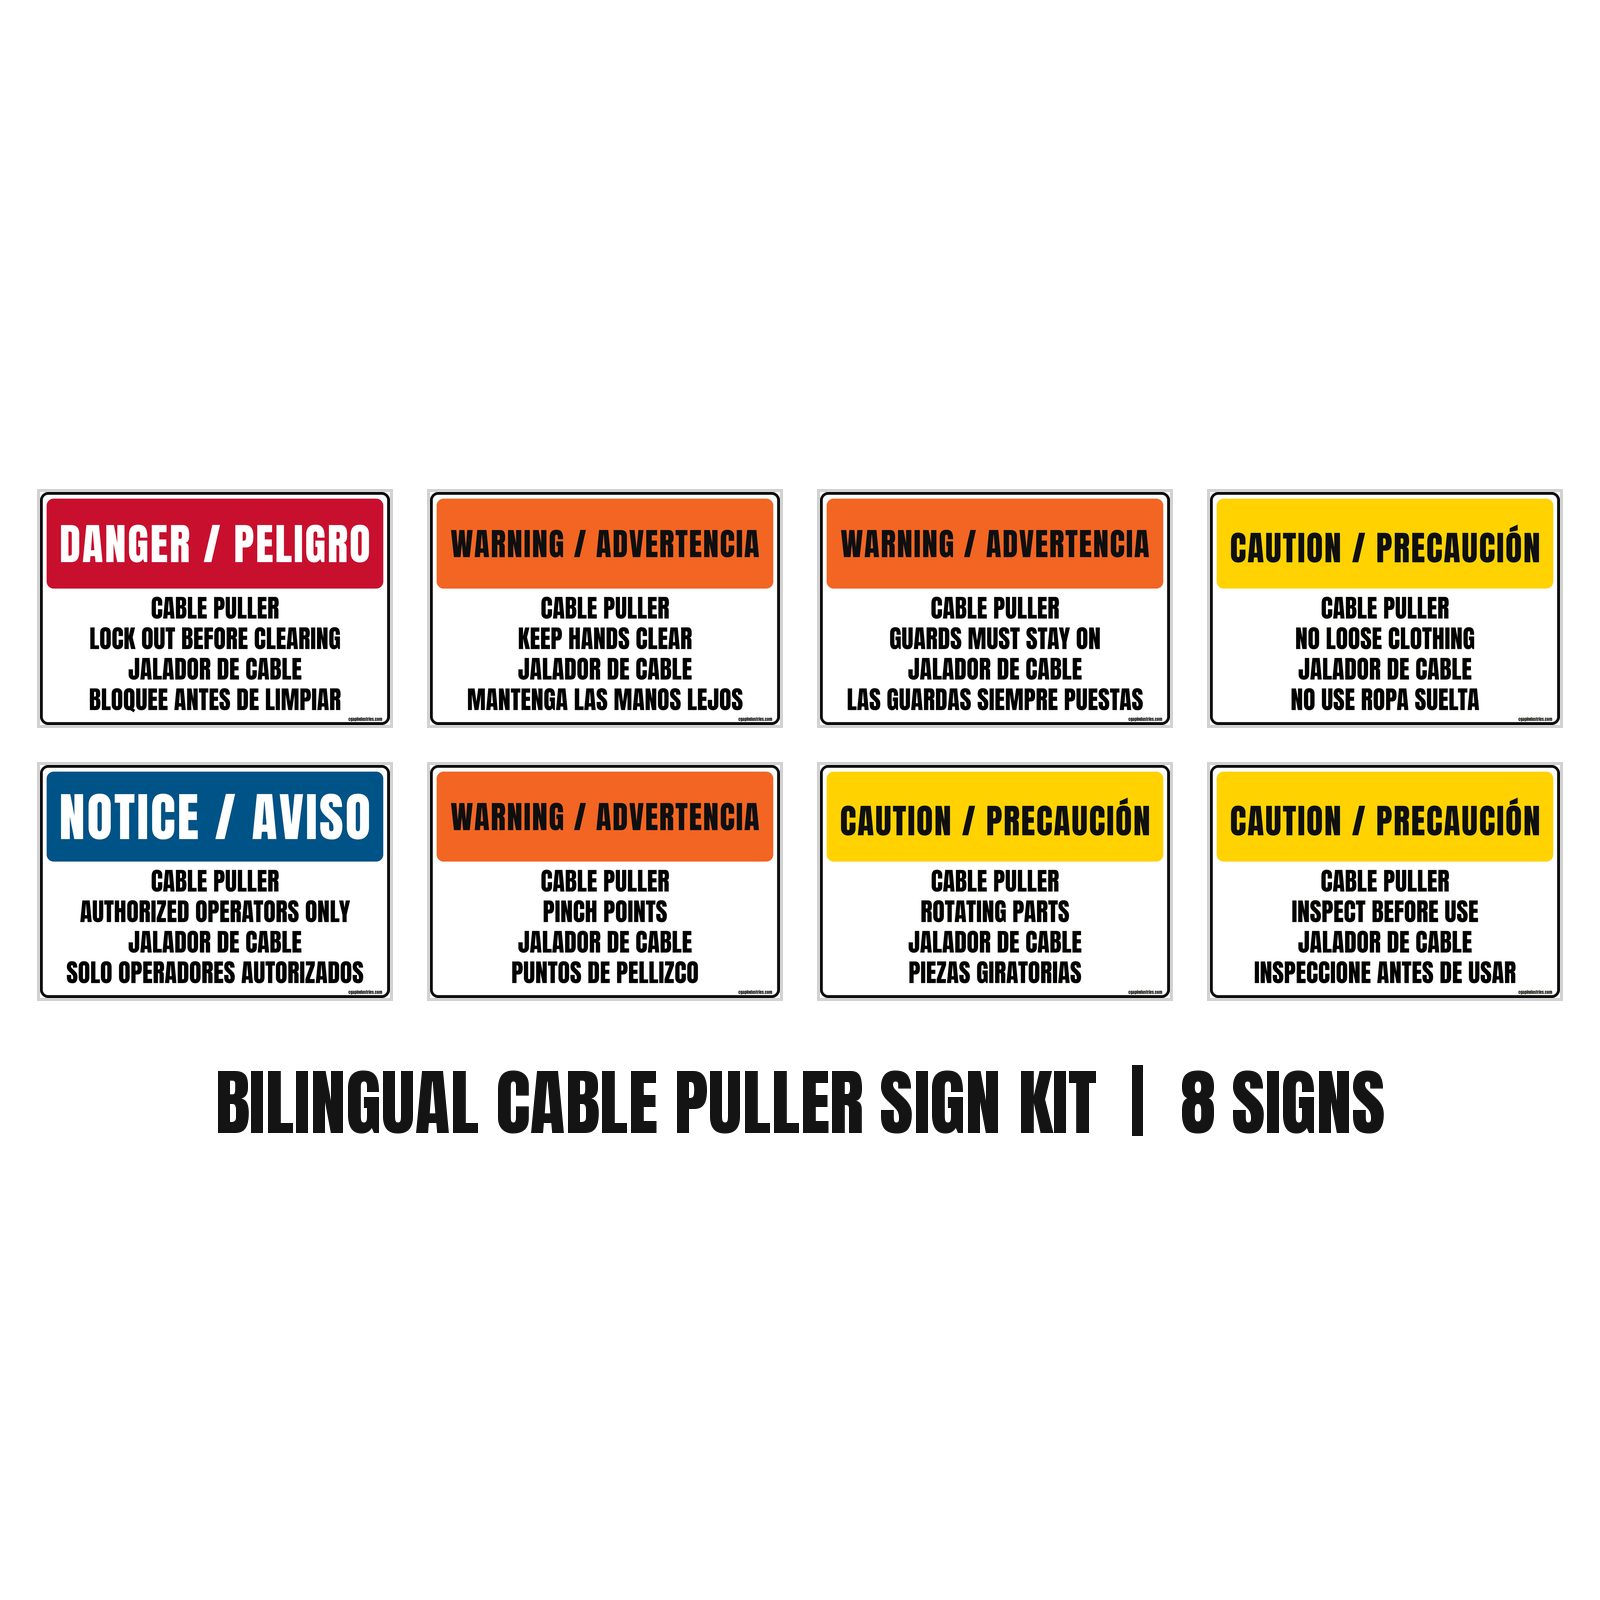 DANGER / PELIGRO
CABLE PULLER
LOCK OUT BEFORE CLEARING
JALADOR DE CABLE
BLOQUEE ANTES DE LIMPIAR
WARNING / ADVERTENCIA
CABLE PULLER
KEEP HANDS CLEAR
JALADOR DE CABLE
MANTENGA LAS MANOS LEJOS
WARNING / ADVERTENCIA
CABLE PULLER
GUARDS MUST STAY ON
JALADOR DE CABLE
LAS GUARDAS SIEMPRE PUESTAS
CAUTION / PRECAUCIÓN
CABLE PULLER
NO LOOSE CLOTHING
JALADOR DE CABLE
NO USE ROPA SUELTA
NOTICE / AVISO
CABLE PULLER
AUTHORIZED OPERATORS ONLY
JALADOR DE CABLE
SOLO OPERADORES AUTORIZADOS
WARNING / ADVERTENCIA
CABLE PULLER
PINCH POINTS
JALADOR DE CABLE
PUNTOS DE PELLIZCO
CAUTION / PRECAUCIÓN
CABLE PULLER
ROTATING PARTS
JALADOR DE CABLE
PIEZAS GIRATORIAS
CAUTION / PRECAUCIÓN
CABLE PULLER
INSPECT BEFORE USE
JALADOR DE CABLE
INSPECCIONE ANTES DE USAR
BILINGUAL CABLE PULLER SIGN KIT | 8 SIGNS